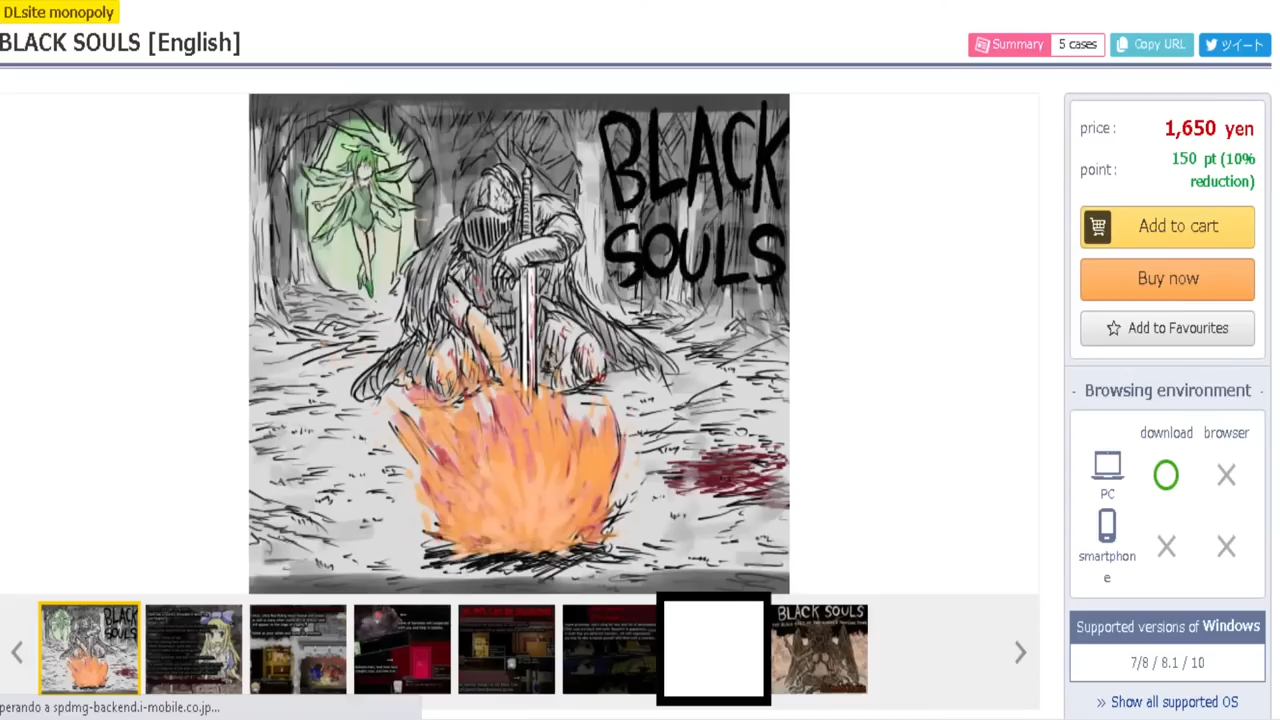 DLsite monopoly
BLACK SOULS [English]
Summary
5 cases
Copy URL
ツイート
BLACK
SOULS
price :
1,650 yen
point :
150 pt (10%
reduction)
Add to cart
Buy now
Add to Favourites
- Browsing environment -
download browser
PC
smartphon
e
Supported versions of Windows
7/8 / 8.1 / 10
» Show all supported OS
BLACK
SOULS
BLACK SOULS
perando a spdmg-backend.i-mobile.co.jp...